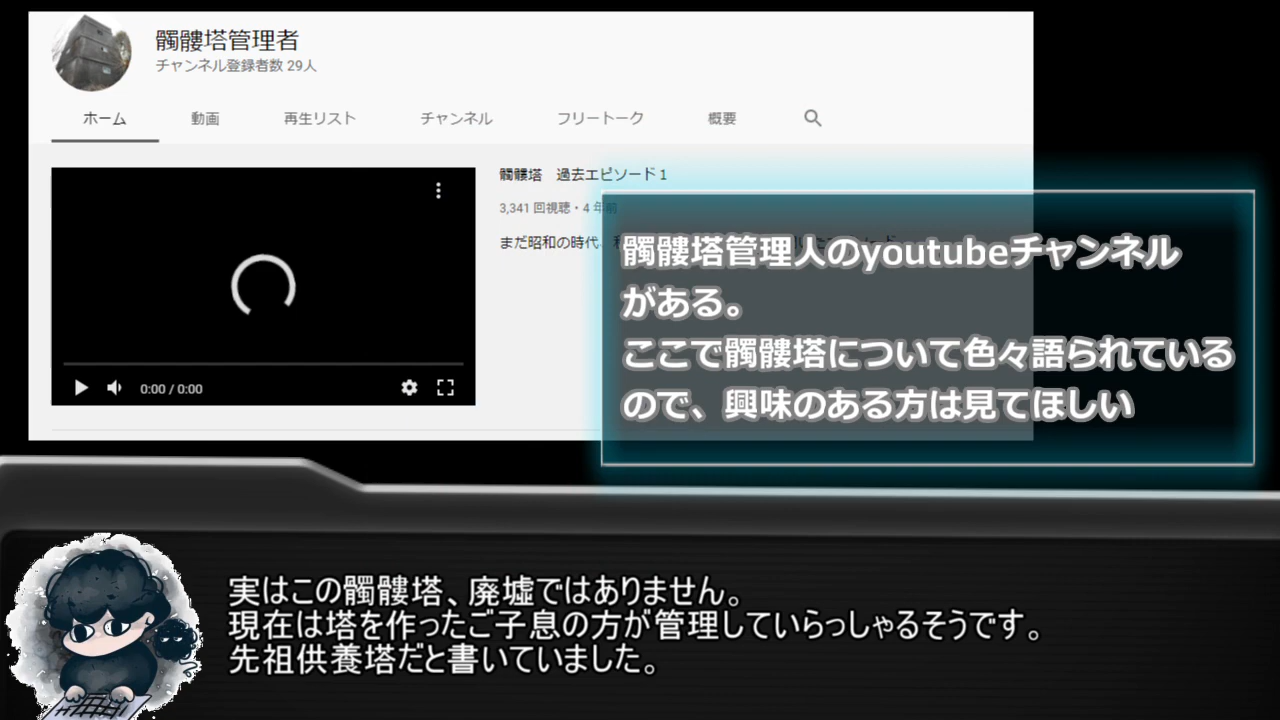 髑髏塔管理者
チャンネル登録者数 29人
ホーム 動画 再生リスト チャンネル フリートーク 概要
髑髏塔 過去エピソード1
3,341 回視聴・4 年前
まだ昭和の時代、
0:00 / 0:00
髑髏塔管理人のyoutubeチャンネル
がある。
ここで髑髏塔について色々語られている
ので、興味のある方は見てほしい
実はこの髑髏塔、廃墟ではありません。
現在は塔を作ったご子息の方が管理していらっしゃるそうです。
先祖供養塔だと書いていました。